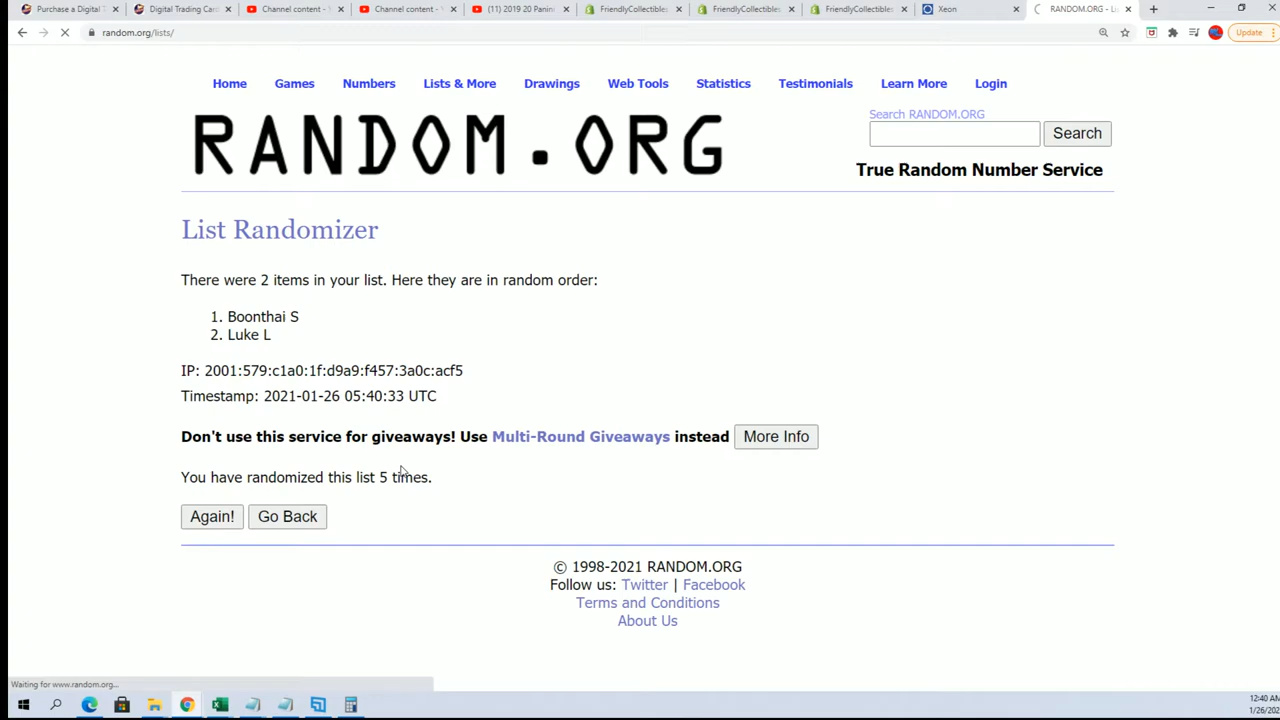 Purchase a Digital T
Digital Trading Card
Channel content -
Channel content -
(11) 2019 20 Panin
FriendlyCollectibles
FriendlyCollectibles
FriendlyCollectibles
Xeon
RANDOM.ORG - L
random.org/lists/
Update
Home Games Numbers Lists & More Drawings Web Tools Statistics Testimonials Learn More Login
RANDOM.ORG
Search RANDOM.ORG
Search
True Random Number Service
List Randomizer
There were 2 items in your list. Here they are in random order:
1. Boonthai S
2. Luke L
IP: 2001:579:c1a0:1f:d9a9:f457:3a0c:acf5
Timestamp: 2021-01-26 05:40:33 UTC
Don't use this service for giveaways! Use Multi-Round Giveaways instead More Info
You have randomized this list 5 times.
Again! Go Back
© 1998-2021 RANDOM.ORG
Follow us: Twitter | Facebook
Terms and Conditions
About Us
Waiting for www.random.org...
12:40 AM
1/26/202